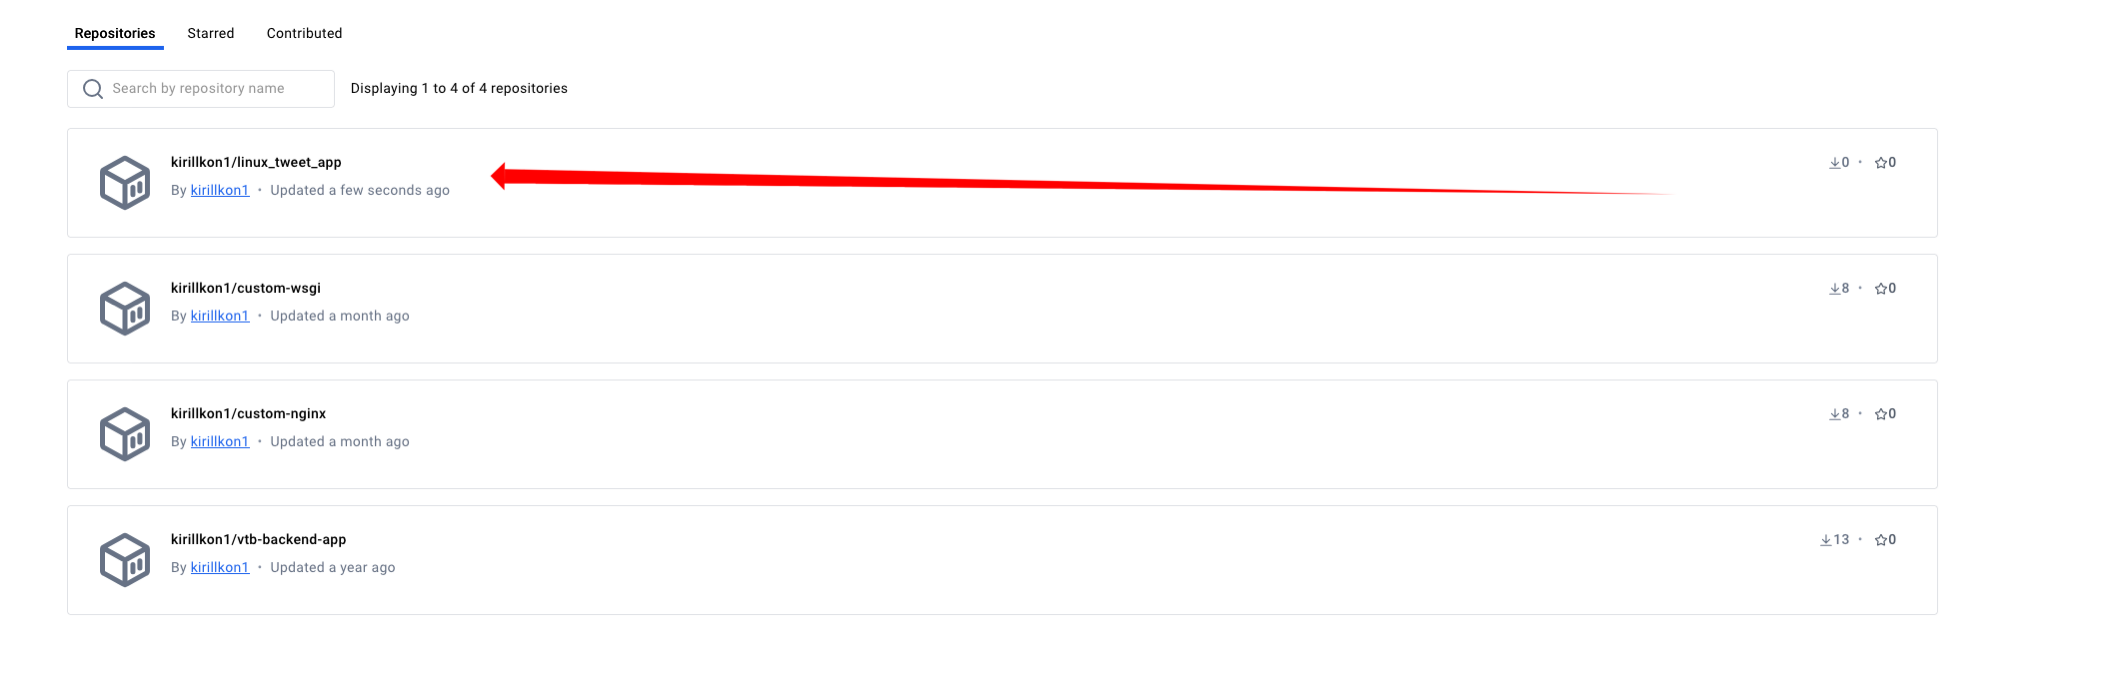 Repositories Starred Contributed
Search by repository name Displaying 1 to 4 of 4 repositories
kirillkon1/linux_tweet_app 0 • 0
By kirillkon1 • Updated a few seconds ago
kirillkon1/custom-wsgi 8 • 0
By kirillkon1 • Updated a month ago
kirillkon1/custom-nginx 8 • 0
By kirillkon1 • Updated a month ago
kirillkon1/vtb-backend-app 13 • 0
By kirillkon1 • Updated a year ago